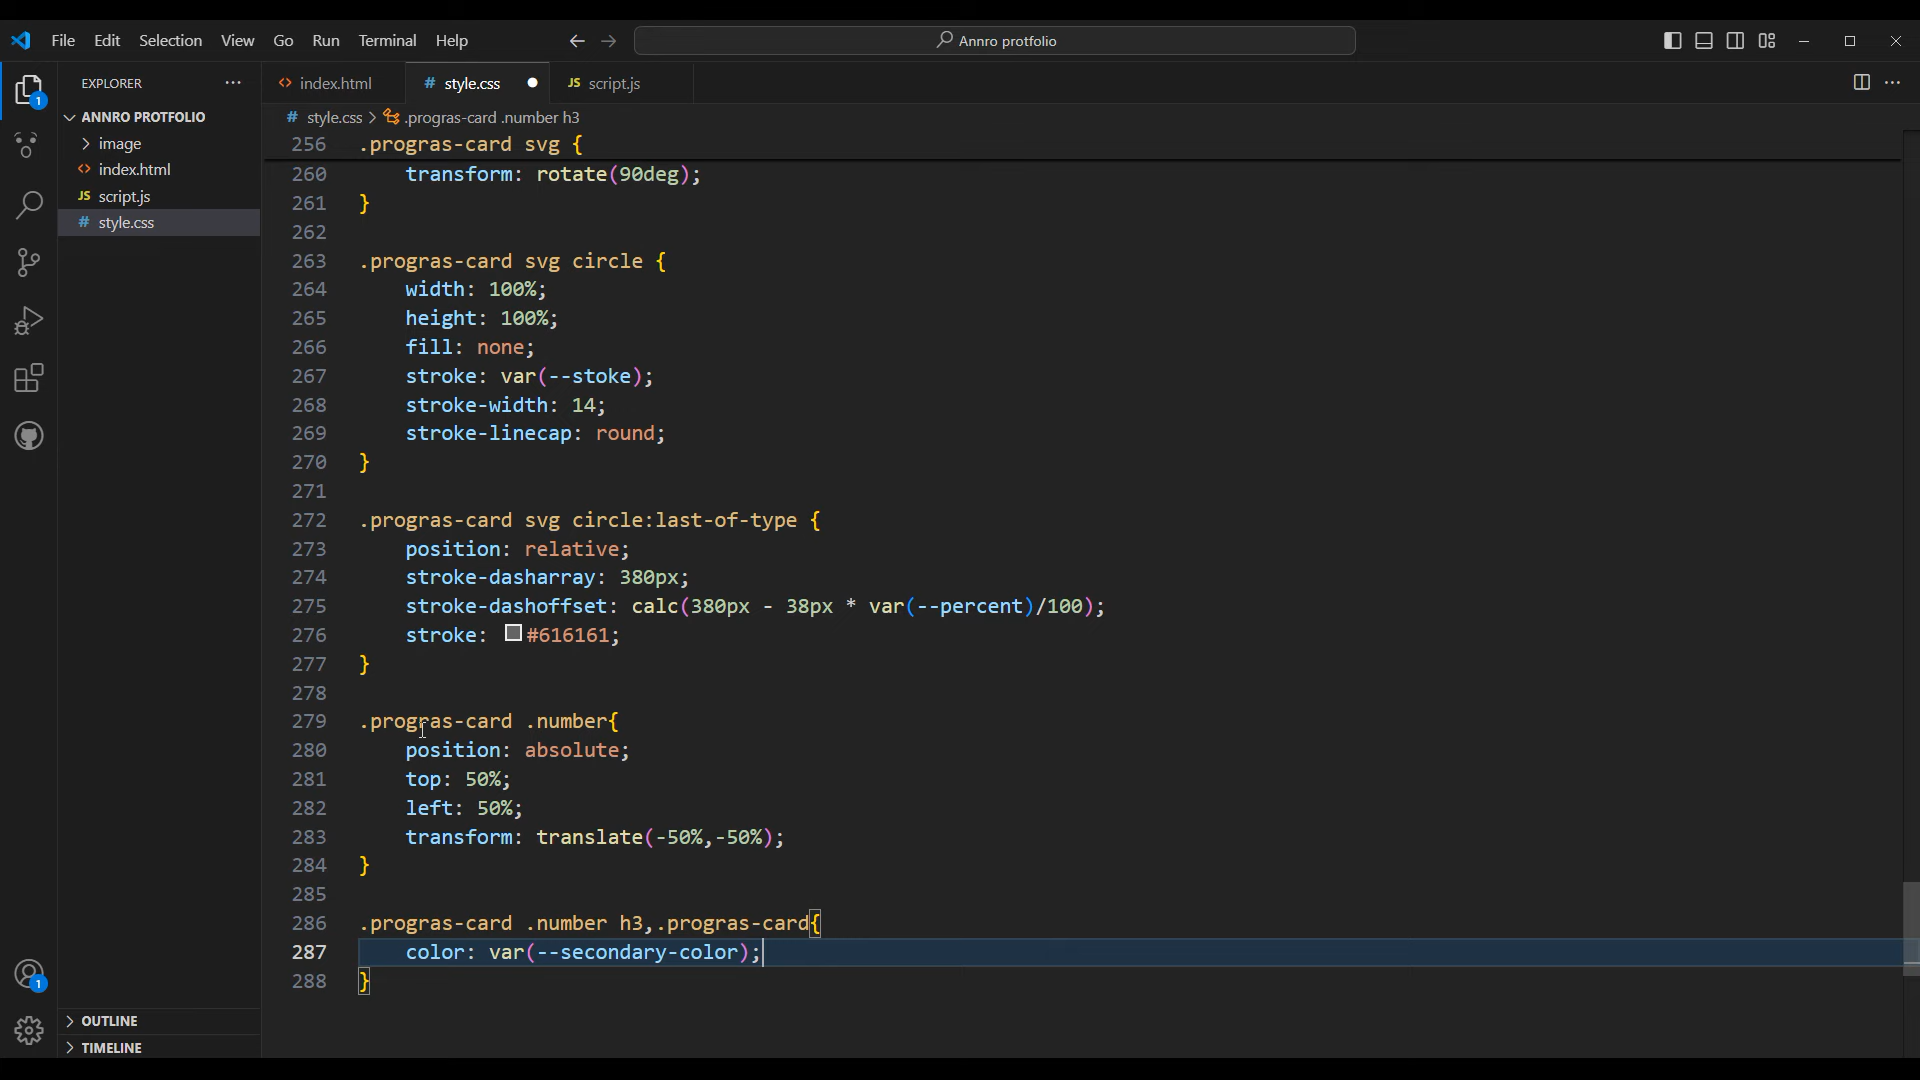 File Edit Selection View Go Run Terminal Help
Annro protfolio
EXPLORER
index.html
style.css
JS script.js
style.css > .progras-card .number h3
ANNRO PROTFOLIO
image
index.html
JS script.js
# style.css
OUTLINE
TIMELINE
1
1
256 .progras-card svg {
260 transform: rotate(90deg);
261 }
262
263 .progras-card svg circle {
264 width: 100%;
265 height: 100%;
266 fill: none;
267 stroke: var(--stoke);
268 stroke-width: 14;
269 stroke-linecap: round;
270 }
271
272 .progras-card svg circle:last-of-type {
273 position: relative;
274 stroke-dasharray: 380px;
275 stroke-dashoffset: calc(380px - 38px * var(--percent)/100);
276 stroke: #616161;
277 }
278
279 .progras-card .number{
280 position: absolute;
281 top: 50%;
282 left: 50%;
283 transform: translate(-50%,-50%);
284 }
285
286 .progras-card .number h3,.progras-card{
287 color: var(--secondary-color);
288 }